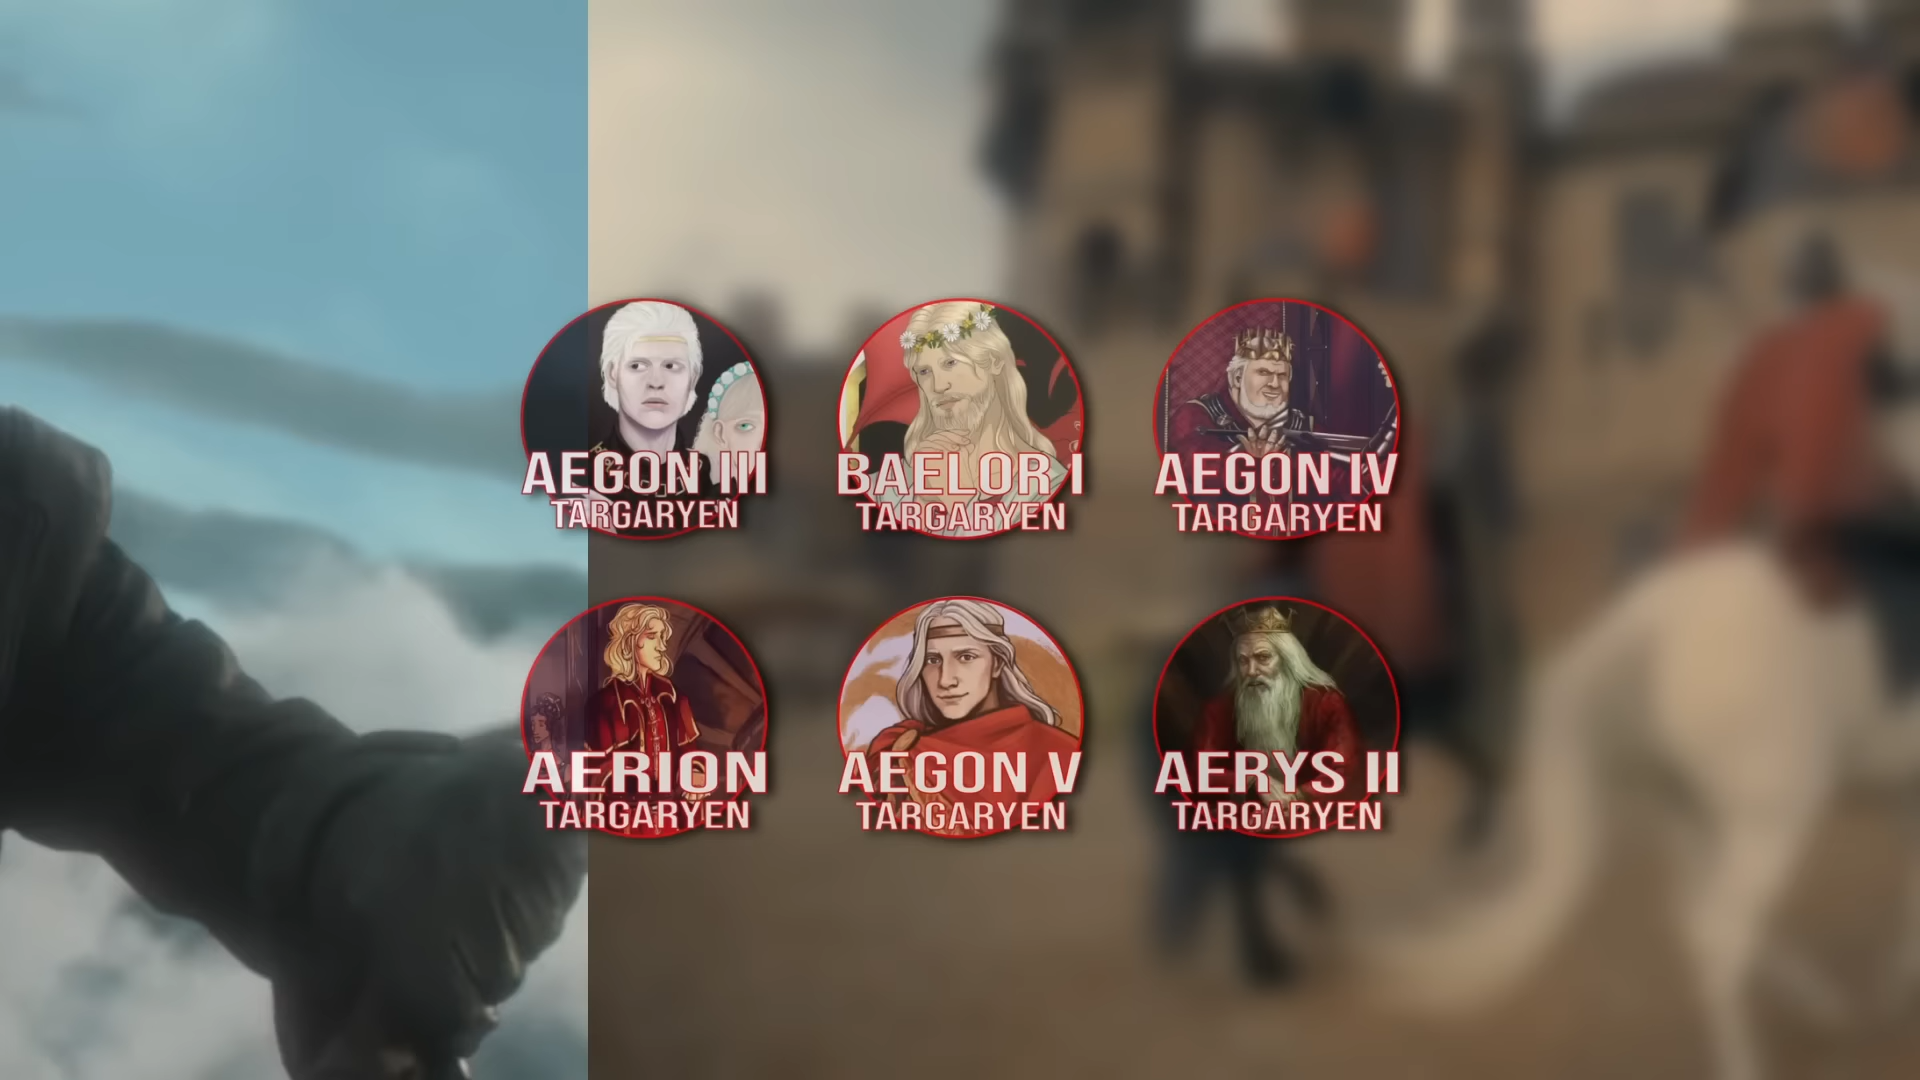 AEGON III
TARGARYEN
BAELOR I
TARGARYEN
AEGON IV
TARGARYEN
AERION
TARGARYEN
AEGON V
TARGARYEN
AERYS II
TARGARYEN